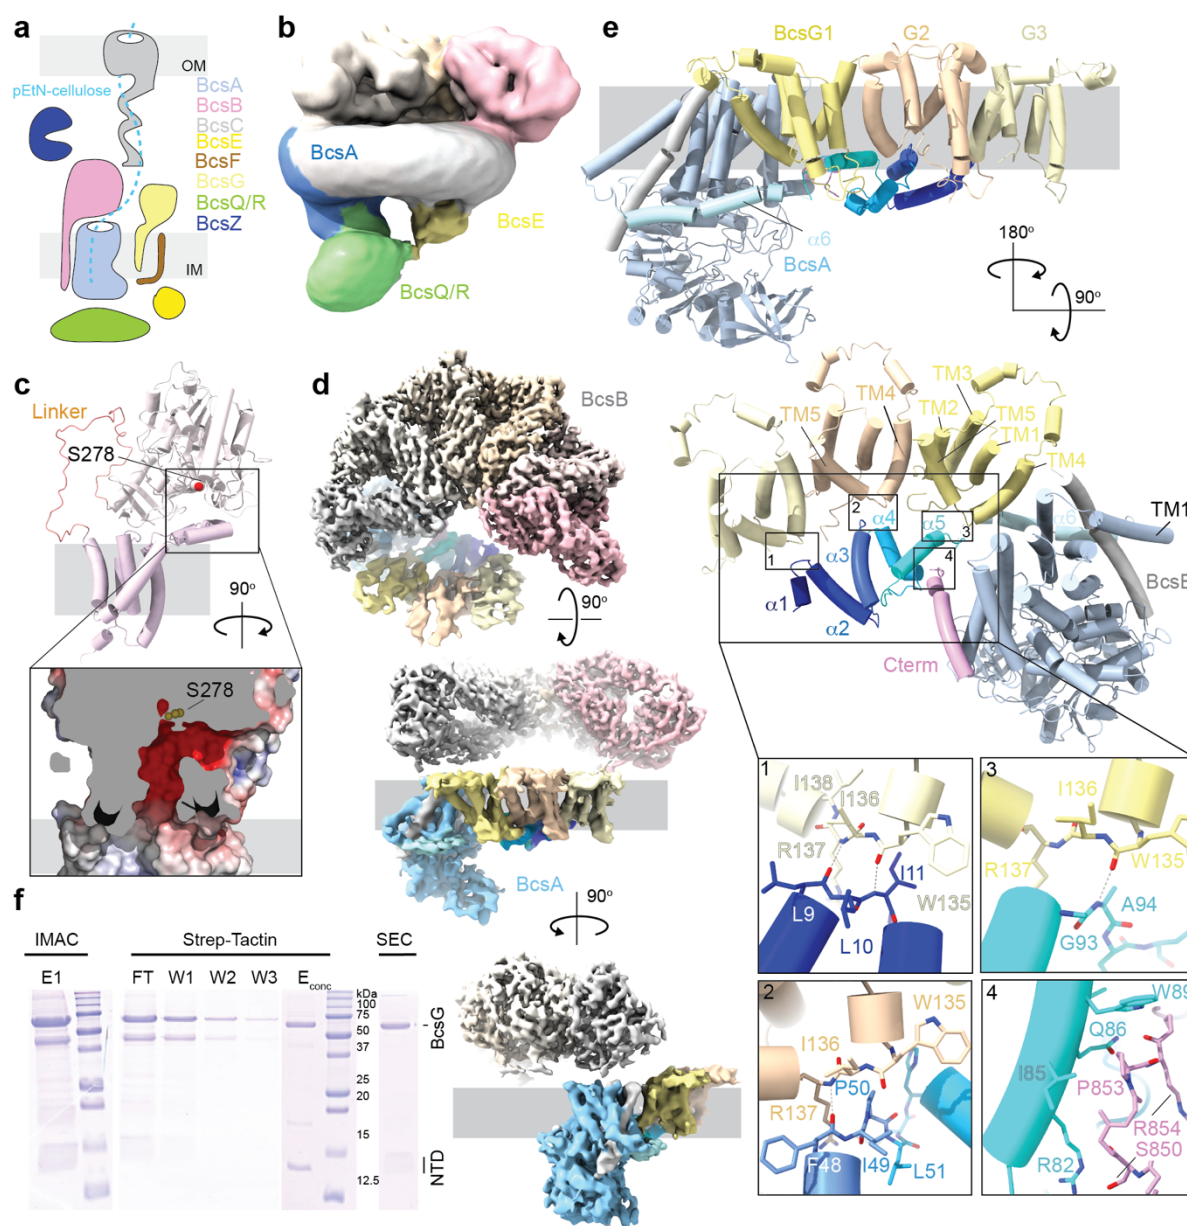 a
OM
pEtN-cellulose
BcsA
BcsB
BcsC
BcsE
BcsF
BcsG
BcsQ/R
BcsZ
IM
b
BcsA
BcsE
BcsQ/R
e
BcsG1
G2
G3
α6
BcsA
180°
90°
c
Linker
S278
90°
S278
d
BcsB
90°
BcsA
90°
TM3
TM4
TM2
TM5
TM5
TM1
TM4
2
α4
α5
3
α6
TM1
1
α3
4
α1
α2
Cterm
1
I138
I136
R137
I11
L9
W135
L10
3
I136
R137
W135
A94
G93
2
W135
I136
P50
R137
F48
I49
L51
4
W89
Q86
I85
P853
R854
S850
R82
f
IMAC
Strep-Tactin
SEC
E1
FT
W1
W2
W3
Econc
kDa
100
75
50
37
25
20
15
12.5
BcsG
NTD